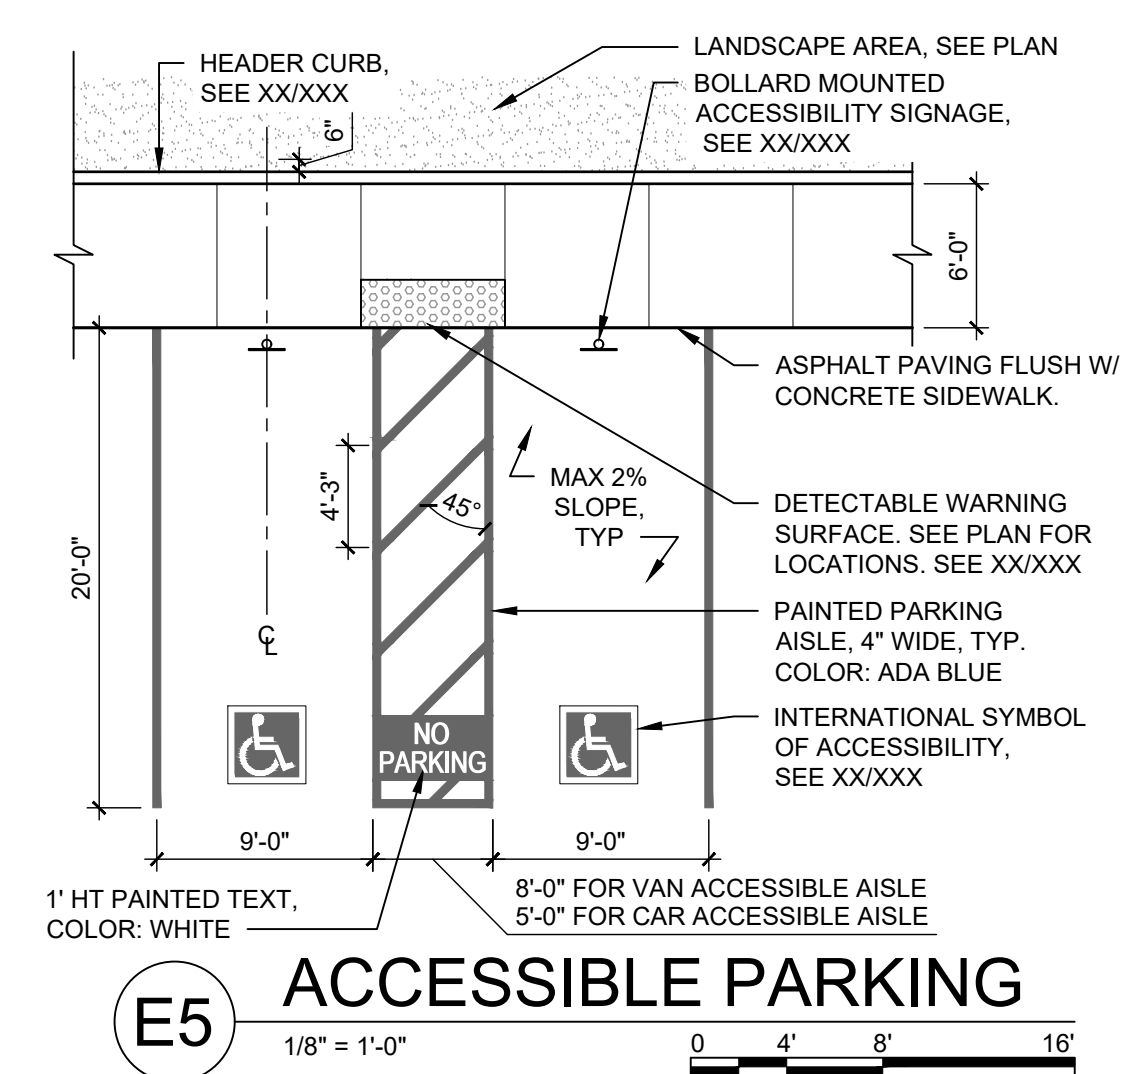 HEADER CURB,
SEE XX/XXX
6"
LANDSCAPE AREA, SEE PLAN
BOLLARD MOUNTED
ACCESSIBILITY SIGNAGE,
SEE XX/XXX
6'-0"
ASPHALT PAVING FLUSH W/
CONCRETE SIDEWALK.
20'-0"
4'-3"
45°
MAX 2%
SLOPE,
TYP
DETECTABLE WARNING
SURFACE. SEE PLAN FOR
LOCATIONS. SEE XX/XXX
PAINTED PARKING
AISLE, 4" WIDE, TYP.
COLOR: ADA BLUE
CL
NO
PARKING
INTERNATIONAL SYMBOL
OF ACCESSIBILITY,
SEE XX/XXX
9'-0"
9'-0"
1' HT PAINTED TEXT,
COLOR: WHITE
8'-0" FOR VAN ACCESSIBLE AISLE
5'-0" FOR CAR ACCESSIBLE AISLE
E5
ACCESSIBLE PARKING
1/8" = 1'-0"
0 4' 8' 16'